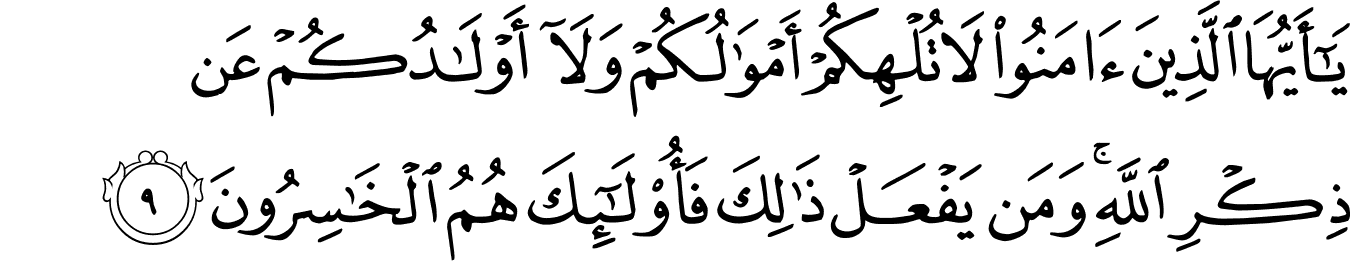 يَٰٓأَيُّهَا ٱلَّذِينَ ءَامَنُوا۟ لَا تُلْهِكُمْ أَمْوَٰلُكُمْ وَلَآ أَوْلَٰدُكُمْ عَن
ذِكْرِ ٱللَّهِ ۚ وَمَن يَفْعَلْ ذَٰلِكَ فَأُو۟لَٰٓئِكَ هُمُ ٱلْخَٰسِرُونَ ٩